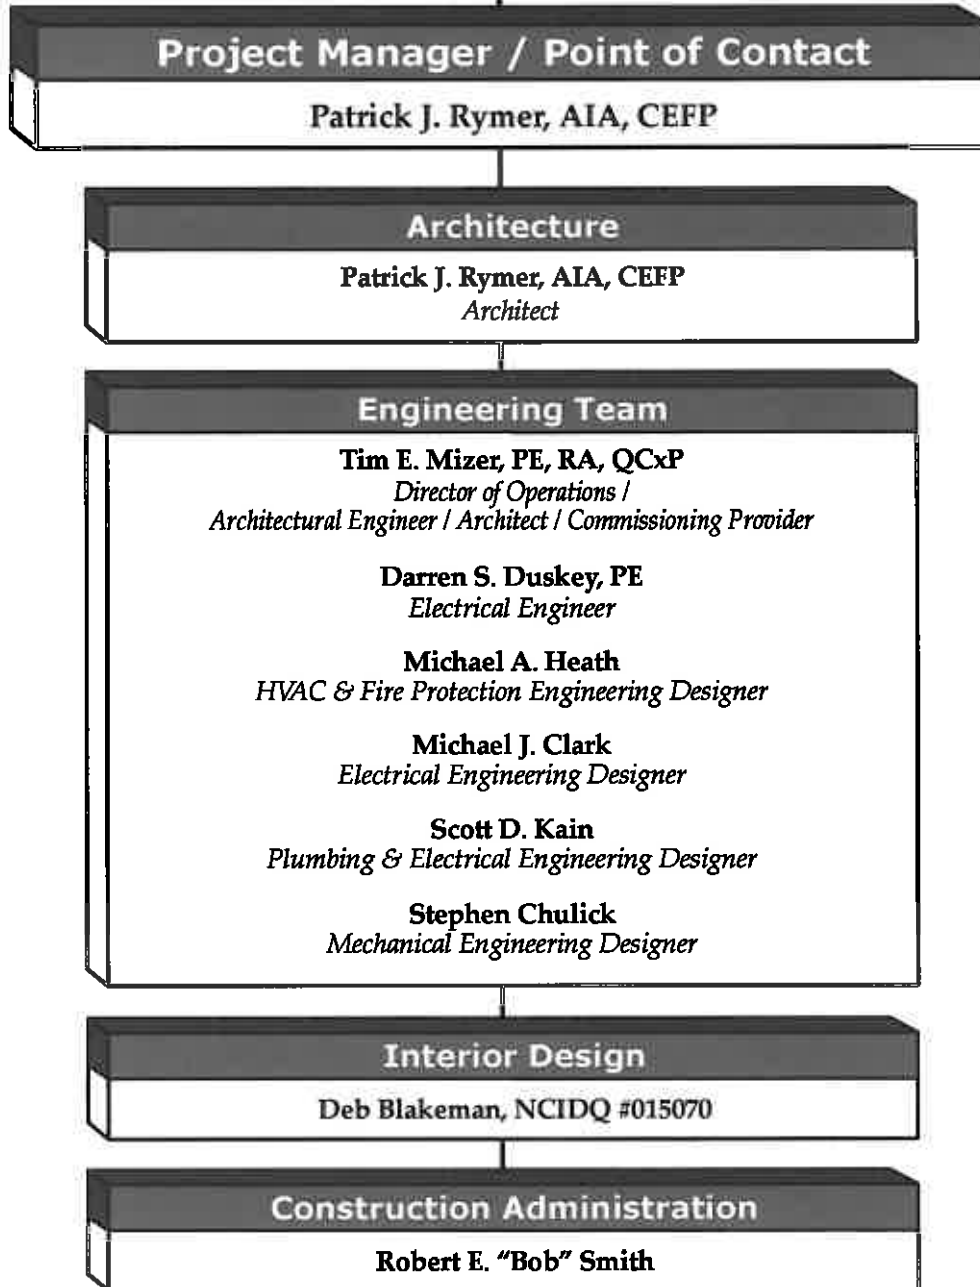 Project Manager / Point of Contact
Patrick J. Rymer, AIA, CEFP
Architecture
Patrick J. Rymer, AIA, CEFP
Architect
Engineering Team
Tim E. Mizer, PE, RA, QCxP
Director of Operations /
Architectural Engineer / Architect / Commissioning Provider
Darren S. Duskey, PE
Electrical Engineer
Michael A. Heath
HVAC & Fire Protection Engineering Designer
Michael J. Clark
Electrical Engineering Designer
Scott D. Kain
Plumbing & Electrical Engineering Designer
Stephen Chulick
Mechanical Engineering Designer
Interior Design
Deb Blakeman, NCIDQ #015070
Construction Administration
Robert E. "Bob" Smith